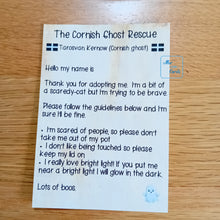 The Cornish Ghost Rescue
Tarosvan Kernow (Cornish ghost)
Hello my name is
Thank you for adopting me. I'm a bit of
a scaredy-cat but I'm trying to be brave
Please follow the guidelines below and I'm
sure I'll be fine.
- I'm scared of people, so please don't
take me out of my pot
- I don't like being touched so please
keep my lid on
- I really love bright light! If you put me
near a bright light I will glow in the dark.
Lots of boos